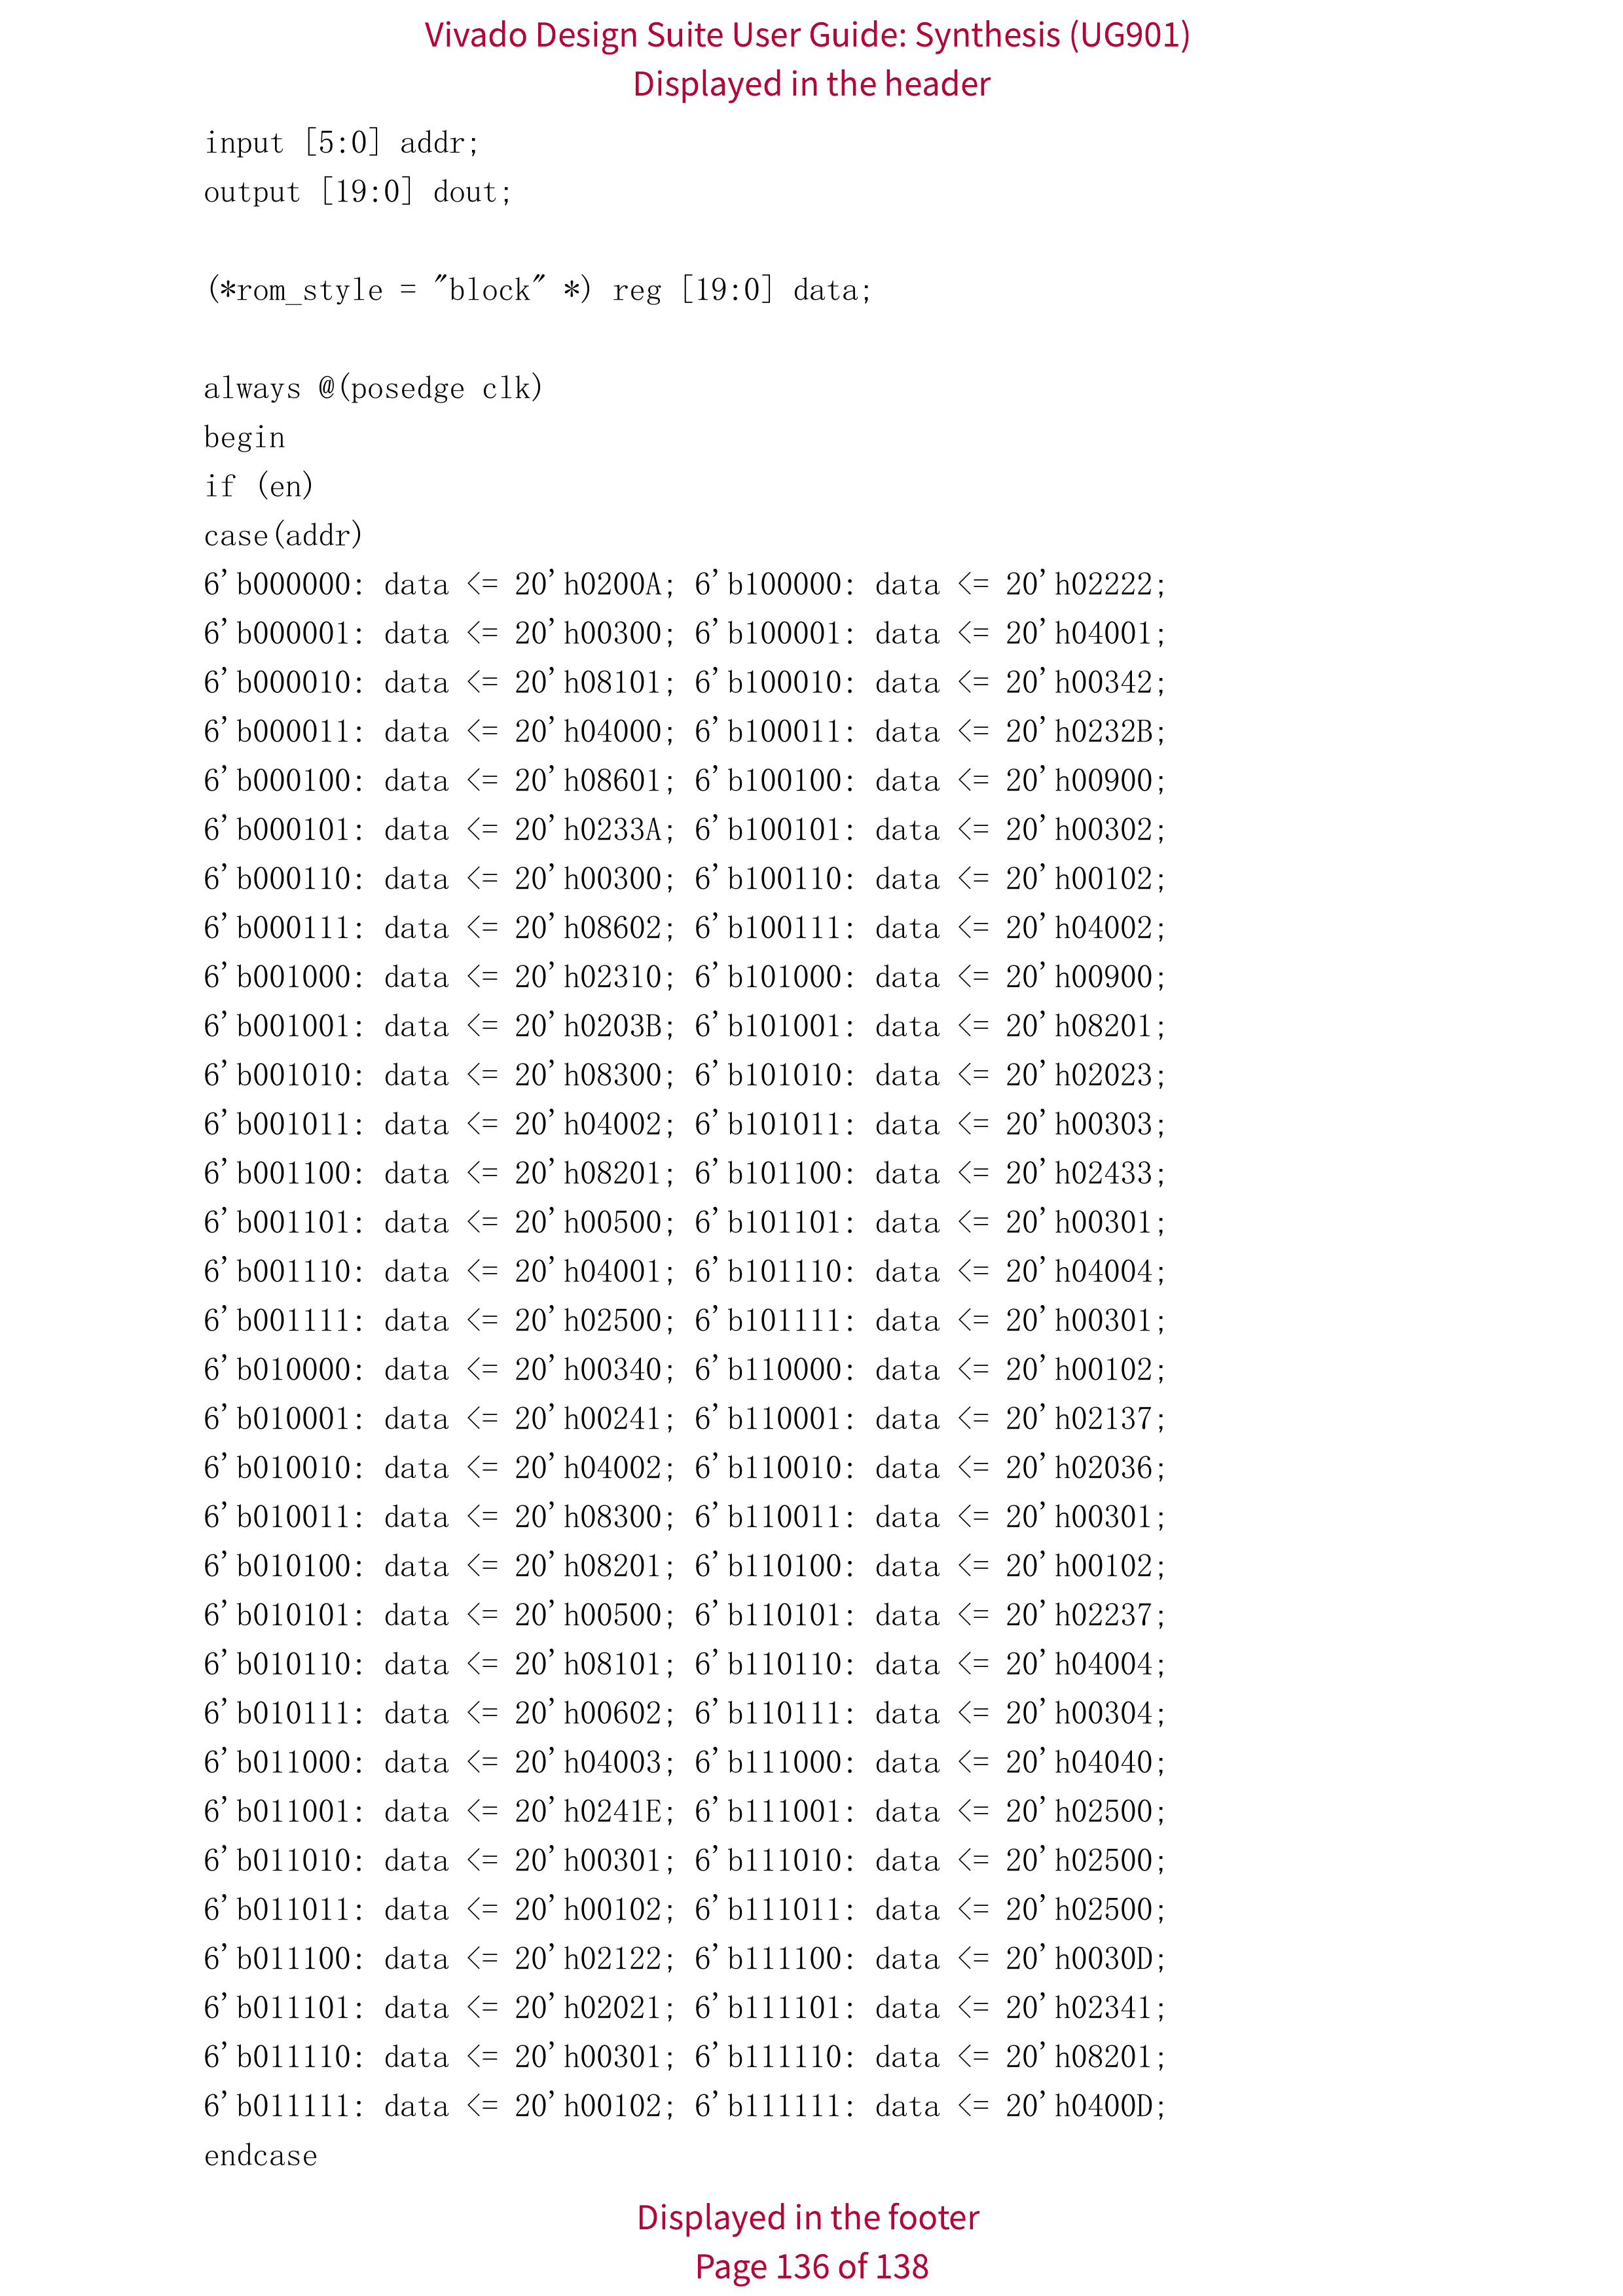 Vivado Design Suite User Guide: Synthesis (UG901)
Displayed in the header
input [5:0] addr;
output [19:0] dout;
(*rom_style = "block" *) reg [19:0] data;
always @(posedge clk)
begin
if (en)
case(addr)
6'b000000: data <= 20'h0200A; 6'b100000: data <= 20'h02222;
6'b000001: data <= 20'h00300; 6'b100001: data <= 20'h04001;
6'b000010: data <= 20'h08101; 6'b100010: data <= 20'h00342;
6'b000011: data <= 20'h04000; 6'b100011: data <= 20'h0232B;
6'b000100: data <= 20'h08601; 6'b100100: data <= 20'h00900;
6'b000101: data <= 20'h0233A; 6'b100101: data <= 20'h00302;
6'b000110: data <= 20'h00300; 6'b100110: data <= 20'h00102;
6'b000111: data <= 20'h08602; 6'b100111: data <= 20'h04002;
6'b001000: data <= 20'h02310; 6'b101000: data <= 20'h00900;
6'b001001: data <= 20'h0203B; 6'b101001: data <= 20'h08201;
6'b001010: data <= 20'h08300; 6'b101010: data <= 20'h02023;
6'b001011: data <= 20'h04002; 6'b101011: data <= 20'h00303;
6'b001100: data <= 20'h08201; 6'b101100: data <= 20'h02433;
6'b001101: data <= 20'h00500; 6'b101101: data <= 20'h00301;
6'b001110: data <= 20'h04001; 6'b101110: data <= 20'h04004;
6'b001111: data <= 20'h02500; 6'b101111: data <= 20'h00301;
6'b010000: data <= 20'h00340; 6'b110000: data <= 20'h00102;
6'b010001: data <= 20'h00241; 6'b110001: data <= 20'h02137;
6'b010010: data <= 20'h04002; 6'b110010: data <= 20'h02036;
6'b010011: data <= 20'h08300; 6'b110011: data <= 20'h00301;
6'b010100: data <= 20'h08201; 6'b110100: data <= 20'h00102;
6'b010101: data <= 20'h00500; 6'b110101: data <= 20'h02237;
6'b010110: data <= 20'h08101; 6'b110110: data <= 20'h04004;
6'b010111: data <= 20'h00602; 6'b110111: data <= 20'h00304;
6'b011000: data <= 20'h04003; 6'b111000: data <= 20'h04040;
6'b011001: data <= 20'h0241E; 6'b111001: data <= 20'h02500;
6'b011010: data <= 20'h00301; 6'b111010: data <= 20'h02500;
6'b011011: data <= 20'h00102; 6'b111011: data <= 20'h02500;
6'b011100: data <= 20'h02122; 6'b111100: data <= 20'h0030D;
6'b011101: data <= 20'h02021; 6'b111101: data <= 20'h02341;
6'b011110: data <= 20'h00301; 6'b111110: data <= 20'h08201;
6'b011111: data <= 20'h00102; 6'b111111: data <= 20'h0400D;
endcase
Displayed in the footer
Page 136 of 138